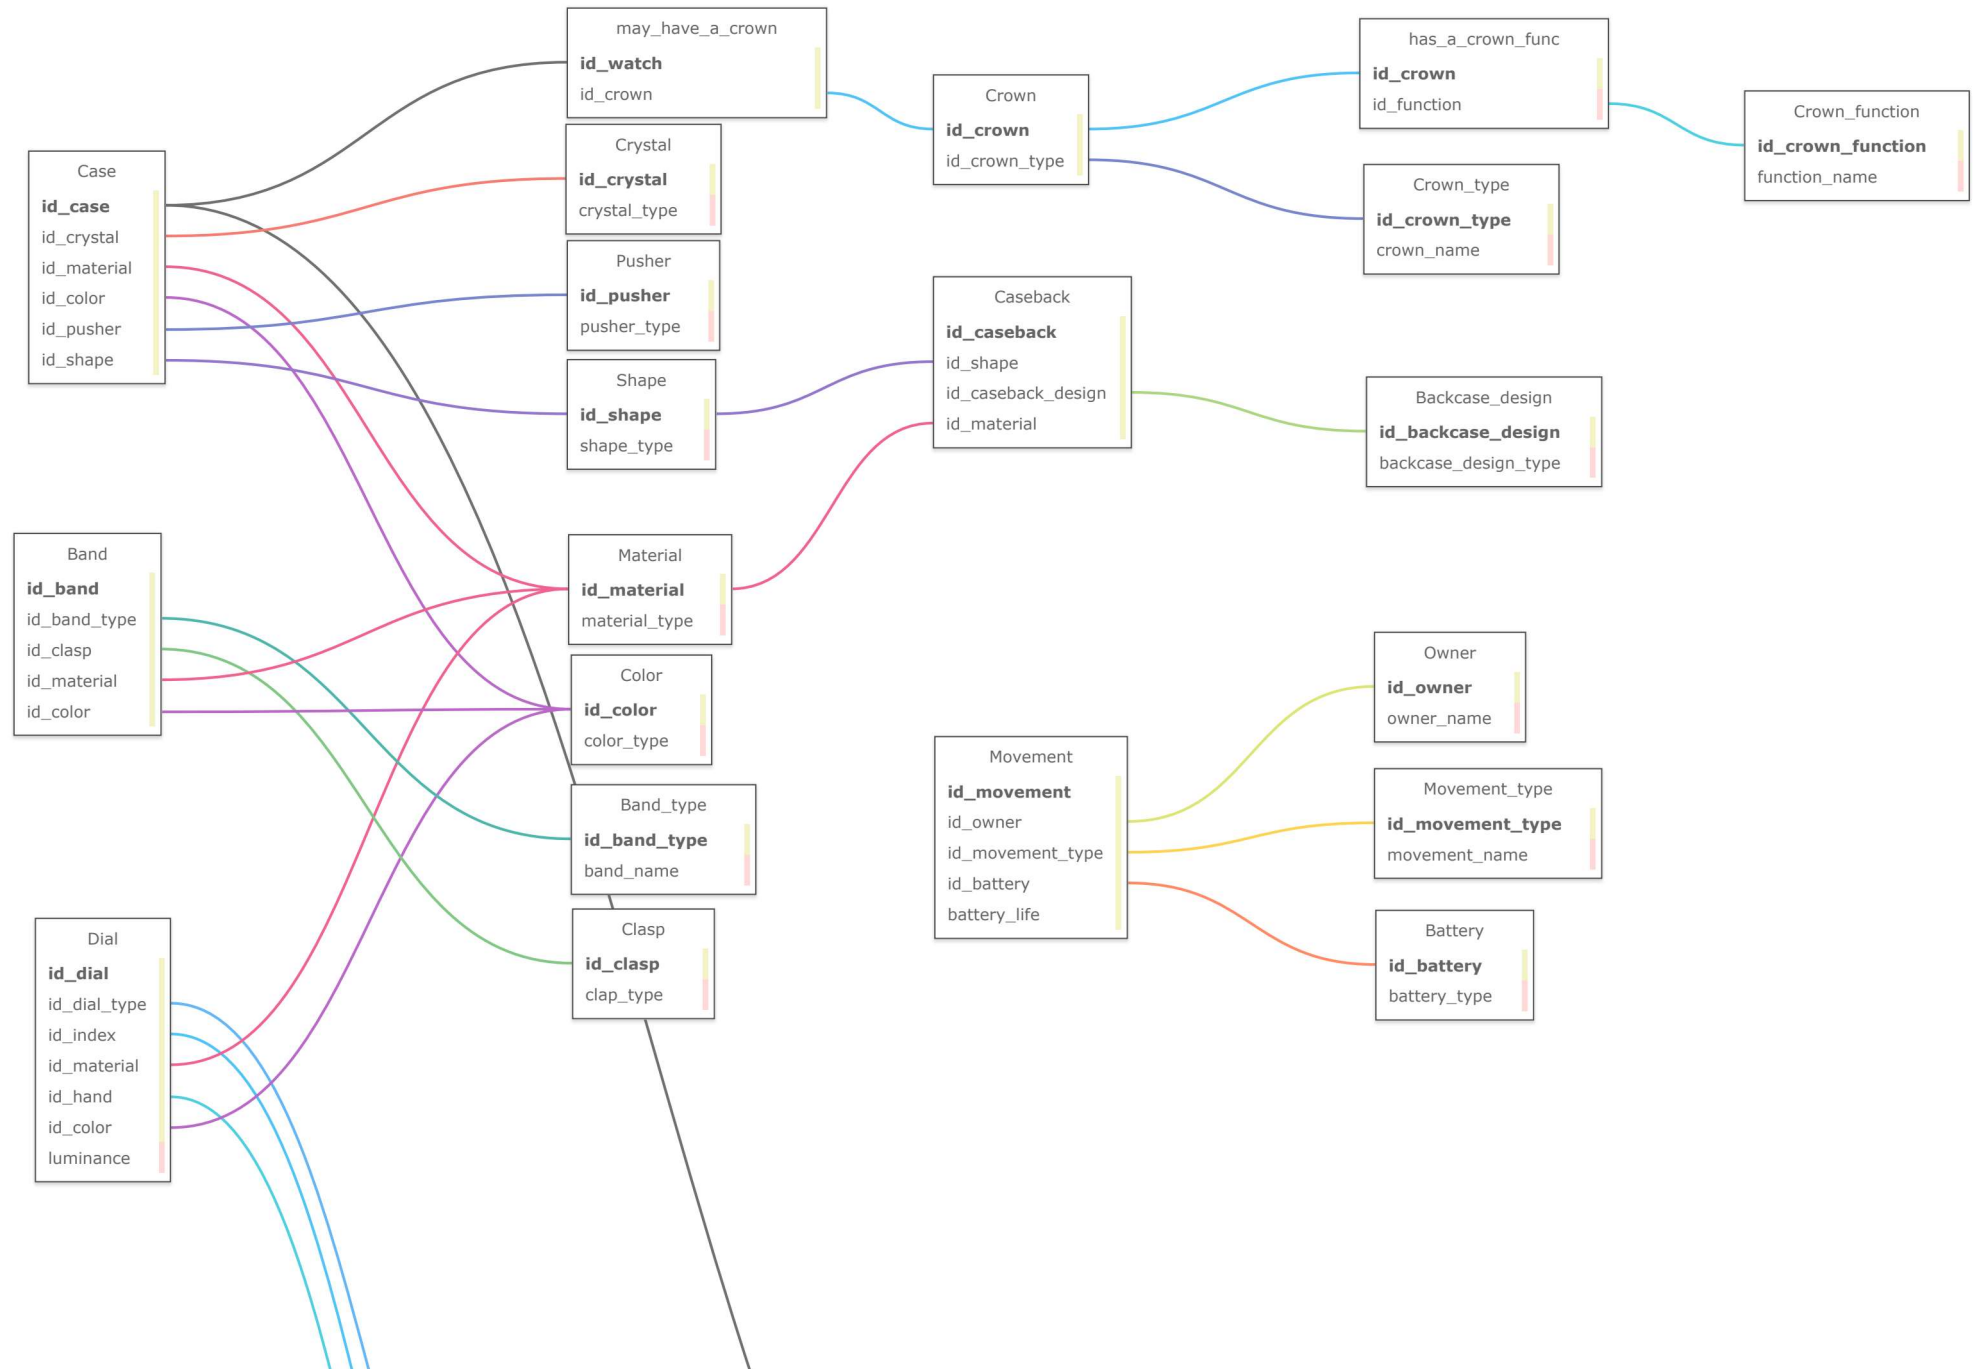 may_have_a_crown
id_watch
id_crown
has_a_crown_func
id_crown
id_function
Crown
id_crown
id_crown_type
Crown_function
id_crown_function
function_name
Case
id_case
id_crystal
id_material
id_color
id_pusher
id_shape
Crystal
id_crystal
crystal_type
Crown_type
id_crown_type
crown_name
Pusher
id_pusher
pusher_type
Caseback
id_caseback
id_shape
id_caseback_design
id_material
Shape
id_shape
shape_type
Backcase_design
id_backcase_design
backcase_design_type
Band
id_band
id_band_type
id_clasp
id_material
id_color
Material
id_material
material_type
Color
id_color
color_type
Owner
id_owner
owner_name
Movement
id_movement
id_owner
id_movement_type
id_battery
battery_life
Movement_type
id_movement_type
movement_name
Band_type
id_band_type
band_name
Clasp
id_clasp
clap_type
Battery
id_battery
battery_type
Dial
id_dial
id_dial_type
id_index
id_material
id_hand
id_color
luminance